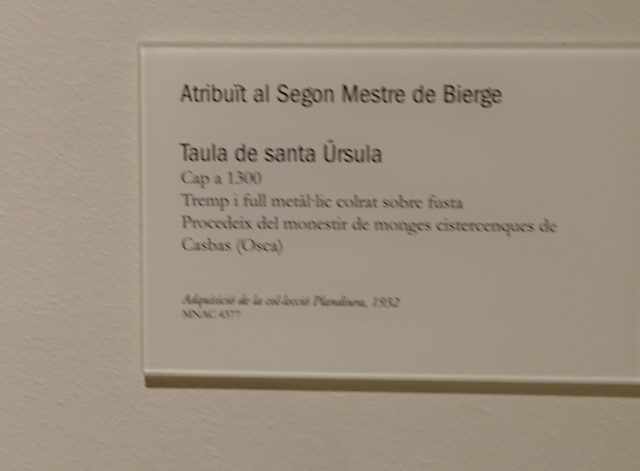 Atribuït al Segon Mestre de Bierge
Taula de santa Úrsula
Cap a 1300
Tremp i full metàl·lic colrat sobre fusta
Procedeix del monestir de monges cistercenques de
Casbas (Osca)
Adquisició de la col·lecció Plandiura, 1932
MNAC 4377